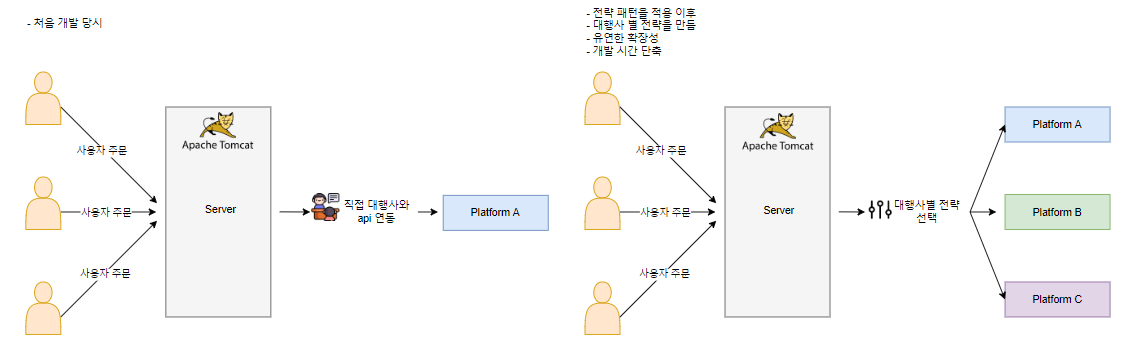 - 처음 개발 당시
사용자 주문
사용자 주문
사용자 주문
Apache Tomcat
Server
직접 대행사와
api 연동
Platform A
- 전략 패턴을 적용 이후
- 대행사 별 전략을 만듬
- 유연한 확장성
- 개발 시간 단축
사용자 주문
사용자 주문
사용자 주문
Apache Tomcat
Server
대행사별 전략
선택
Platform A
Platform B
Platform C